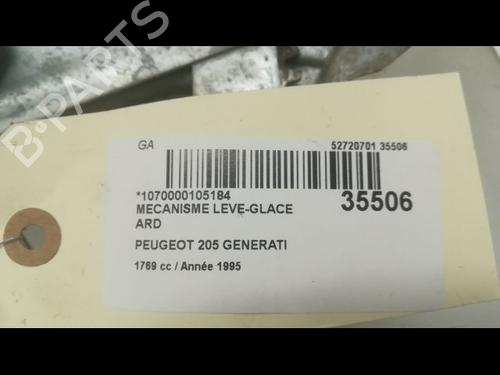 B-PARTS
GA
52720701 35506
*1070000105184
MECANISME LEVE-GLACE
35506
ARD
PEUGEOT 205 GENERATI
1769 cc / Année 1995